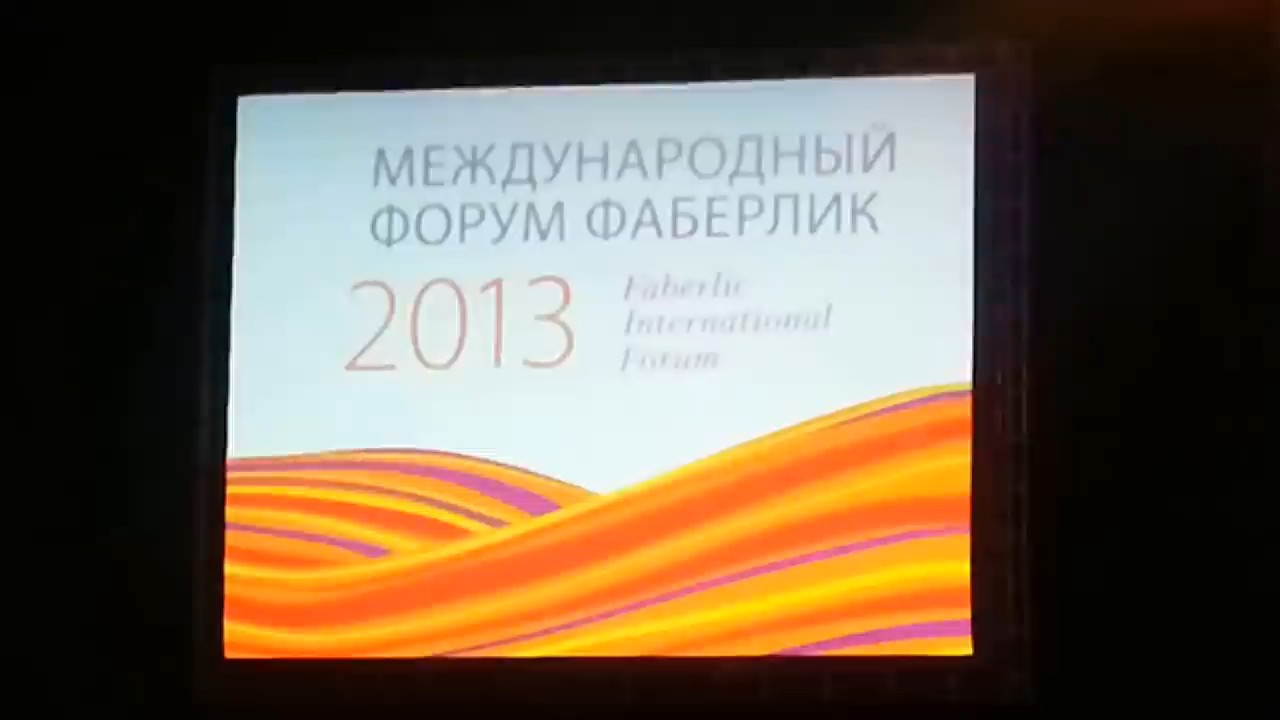 МЕЖДУНАРОДНЫЙ
ФОРУМ ФАБЕРЛИК
2013
Faberlic
International
Forum